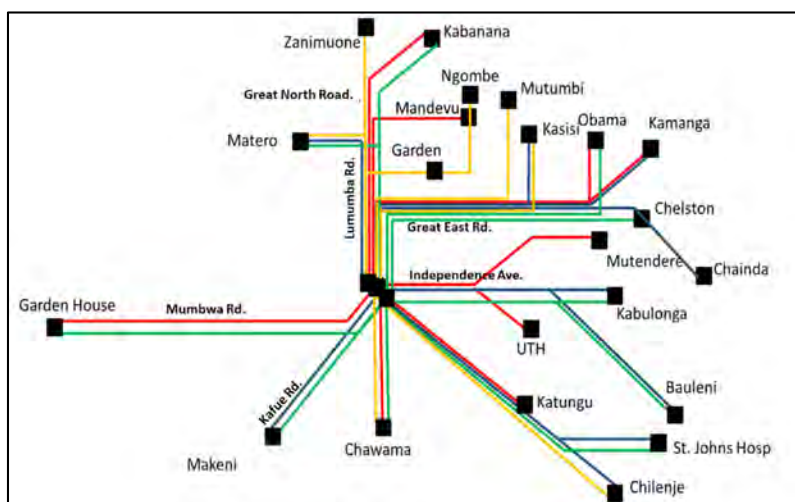 Zanimuone
Kabanana
Ngombe
Mutumbi
Great North Road.
Mandevu
Kasisi
Obama
Kamanga
Matero
Garden
Lumumba Rd.
Chelston
Great East Rd.
Mutendere
Independence Ave.
Chainda
Garden House
Mumbwa Rd.
Kabulonga
UTH
Kafue Rd.
Bauleni
Katungu
Makeni
Chawama
St. Johns Hosp
Chilenje